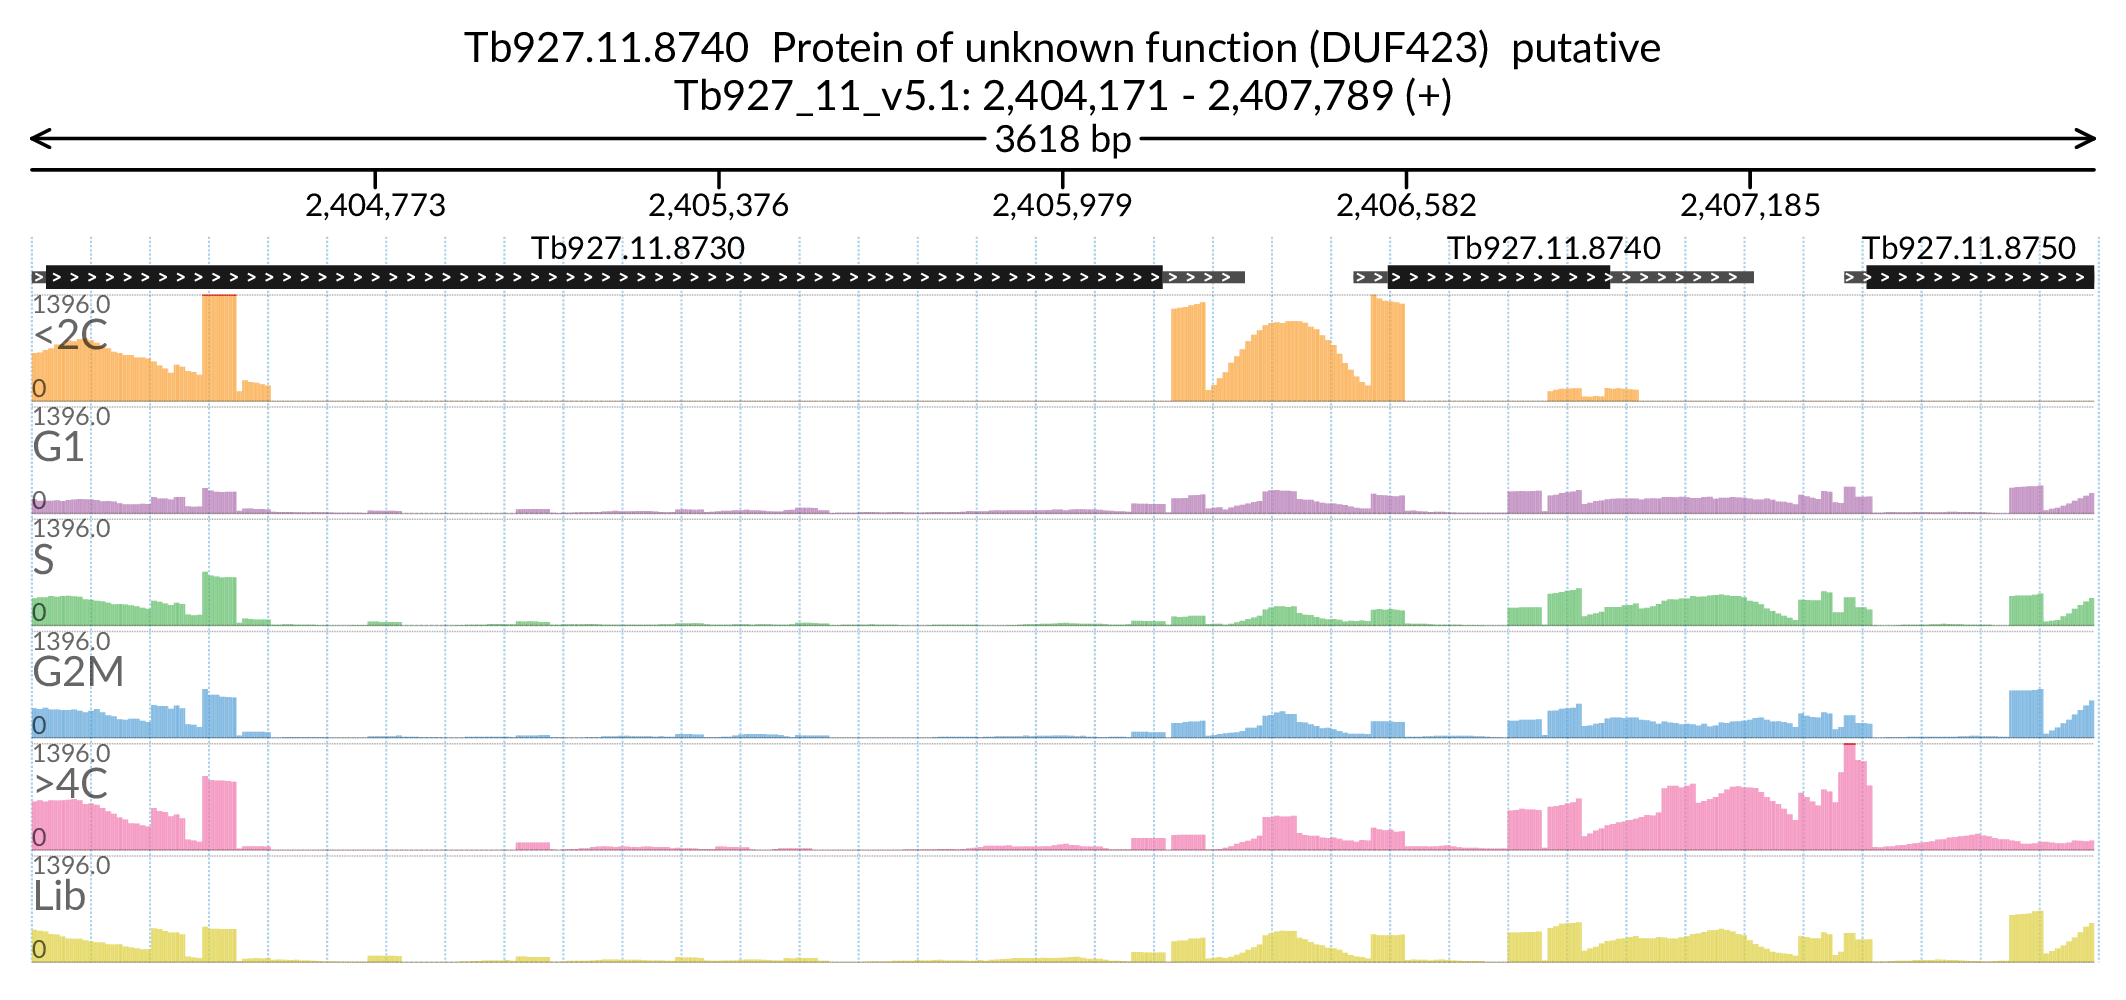 Tb927.11.8740  Protein of unknown function (DUF423)  putative
Tb927_11_v5.1: 2,404,171 - 2,407,789 (+)
3618 bp
2,404,773 2,405,376 2,405,979 2,406,582 2,407,185
Tb927.11.8730 Tb927.11.8740 Tb927.11.8750
1396.0
<2C
0
1396.0
G1
0
1396.0
S
0
1396.0
G2M
0
1396.0
>4C
0
1396.0
Lib
0